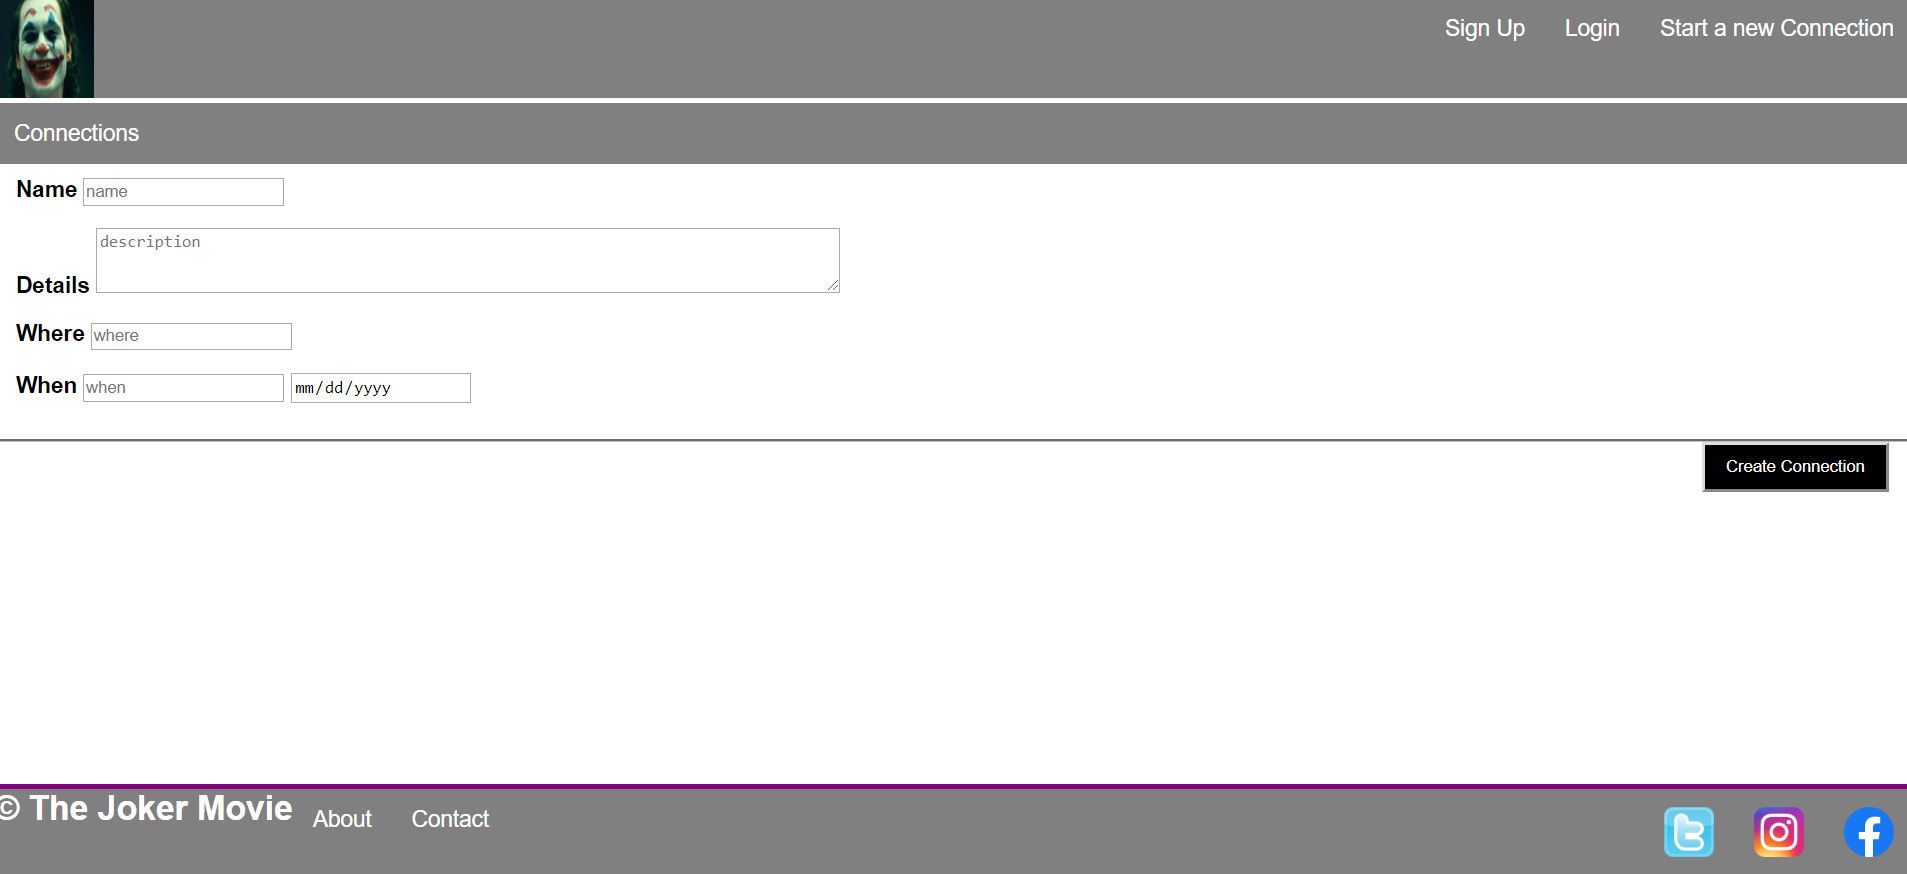 Sign Up Login Start a new Connection
Connections
Name name
description
Details
Where where
When when mm/dd/yyyy
Create Connection
© The Joker Movie About Contact